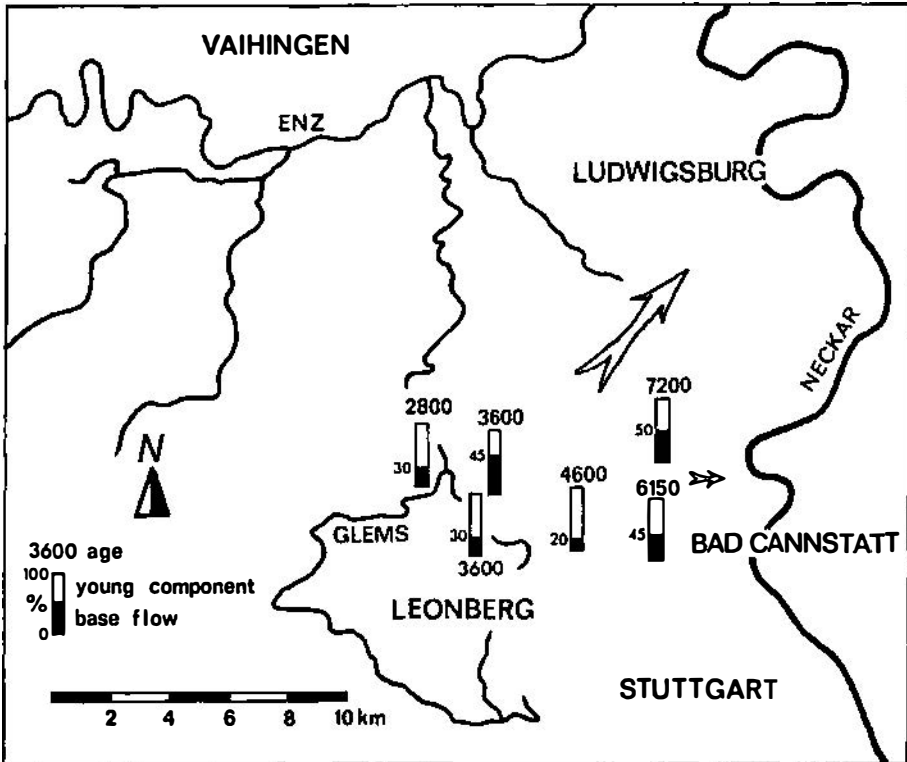 VAIHINGEN
ENZ
LUDWIGSBURG
NECKAR
7200
50
2800
30
3600
45
4600
20
6150
45
30
3600
N
GLEMS
BAD CANNSTATT
LEONBERG
STUTTGART
3600 age
100
young component
%
base flow
0
2 4 6 8 10 km